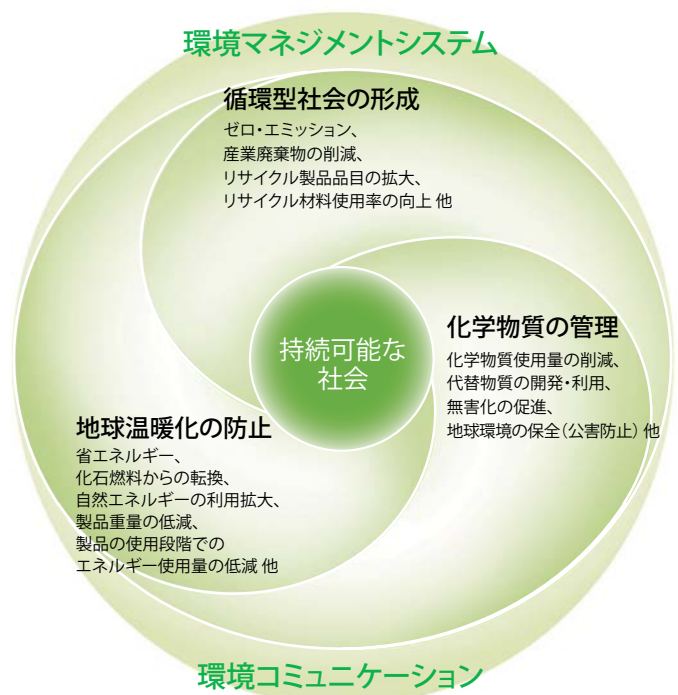 環境マネジメントシステム
循環型社会の形成
ゼロ・エミッション、
産業廃棄物の削減、
リサイクル製品品目の拡大、
リサイクル材料使用率の向上 他
持続可能な
社会
化学物質の管理
化学物質使用量の削減、
代替物質の開発・利用、
無害化の促進、
地球環境の保全(公害防止) 他
地球温暖化の防止
省エネルギー、
化石燃料からの転換、
自然エネルギーの利用拡大、
製品重量の低減、
製品の使用段階での
エネルギー使用量の低減 他
環境コミュニケーション